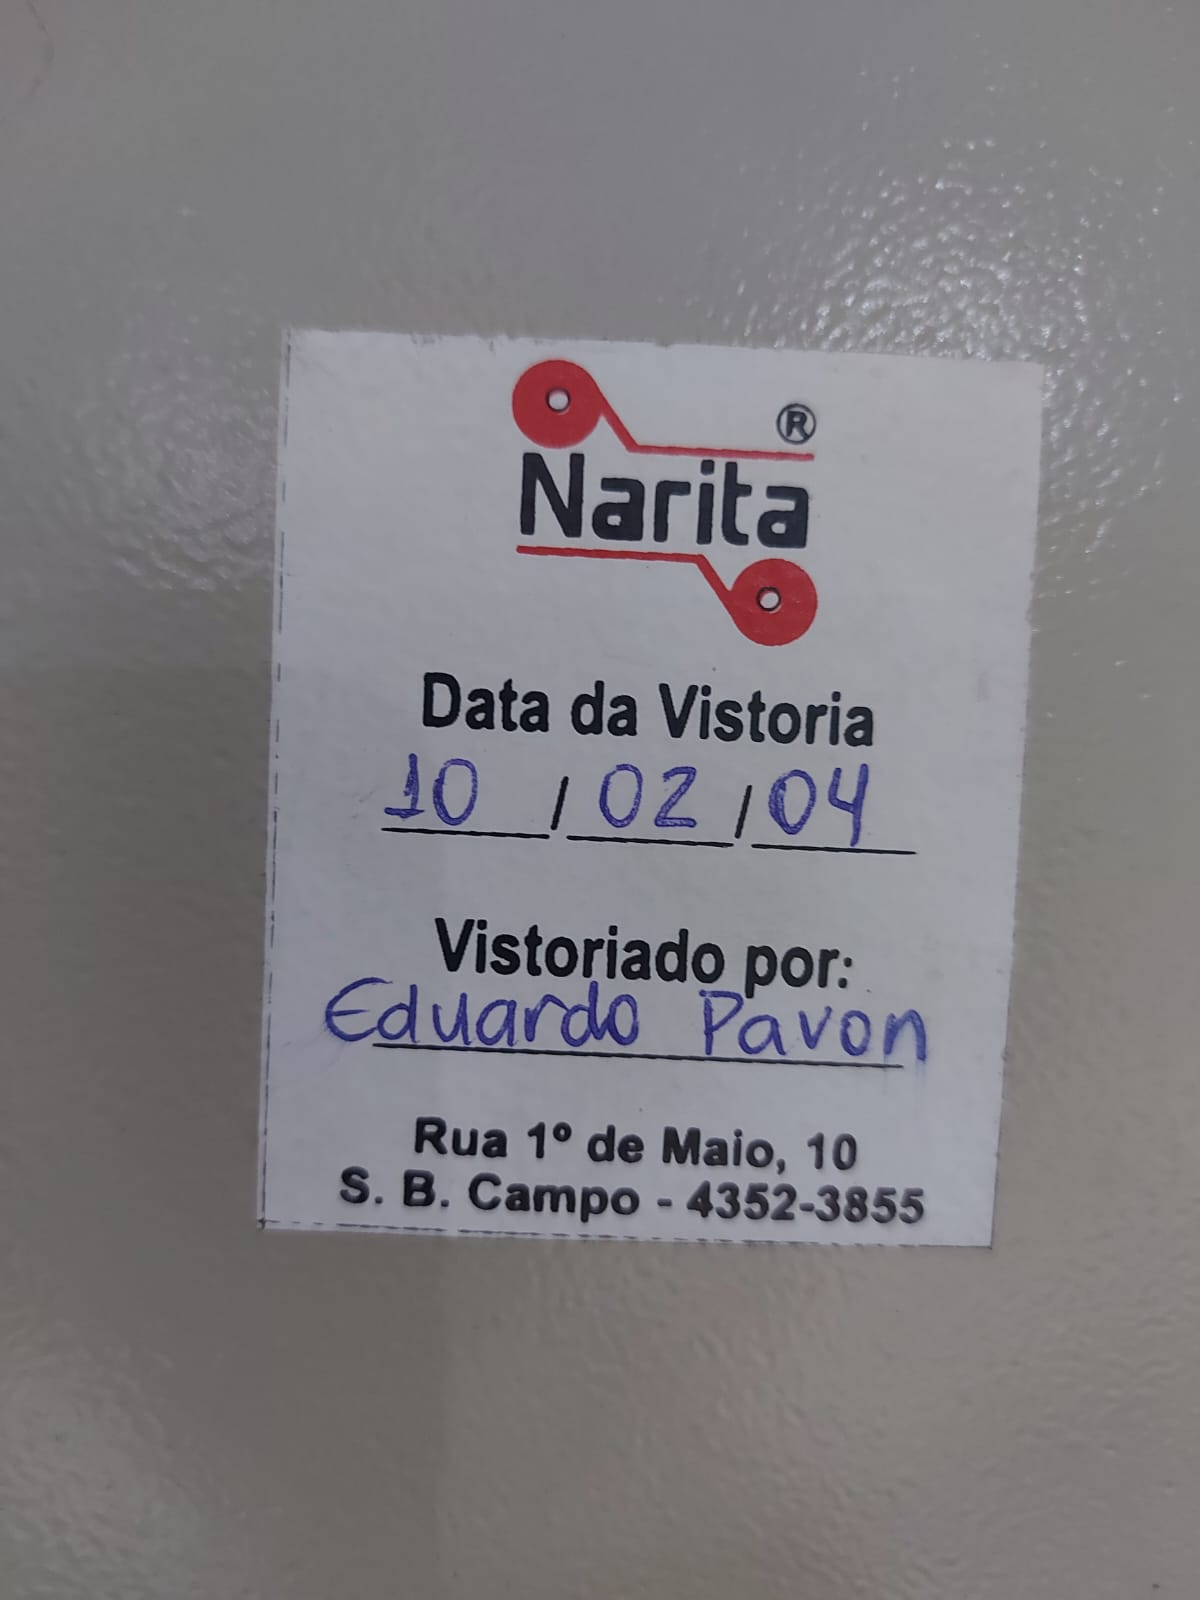 ®
Narita
Data da Vistoria
10 / 02 / 04
Vistoriado por:
Eduardo Pavon
Rua 1º de Maio, 10
S. B. Campo - 4352-3855